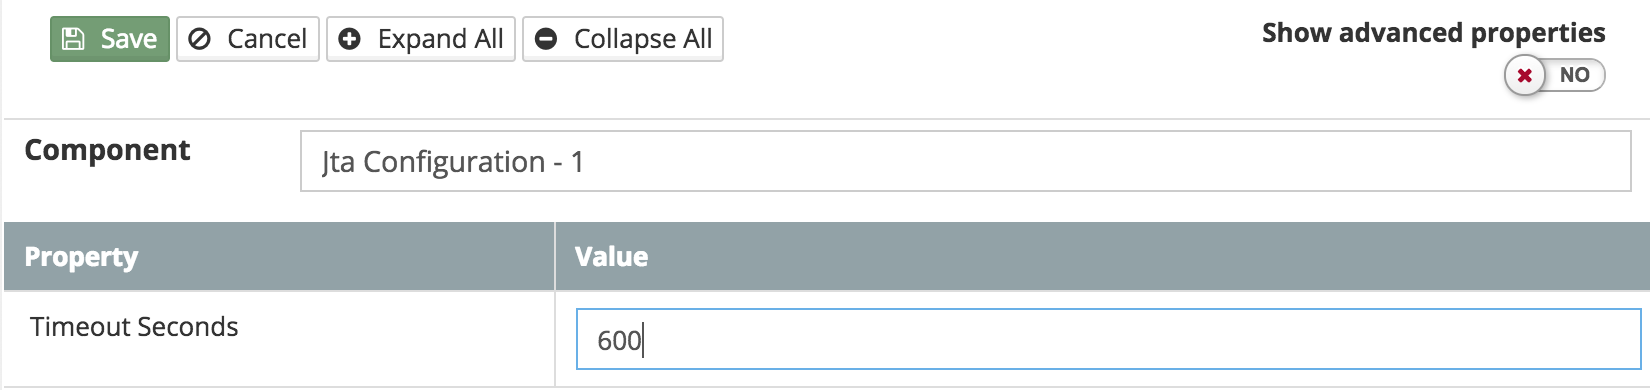 Save Cancel Expand All Collapse All
Show advanced properties
NO
Component Jta Configuration - 1
Property Value
Timeout Seconds 600